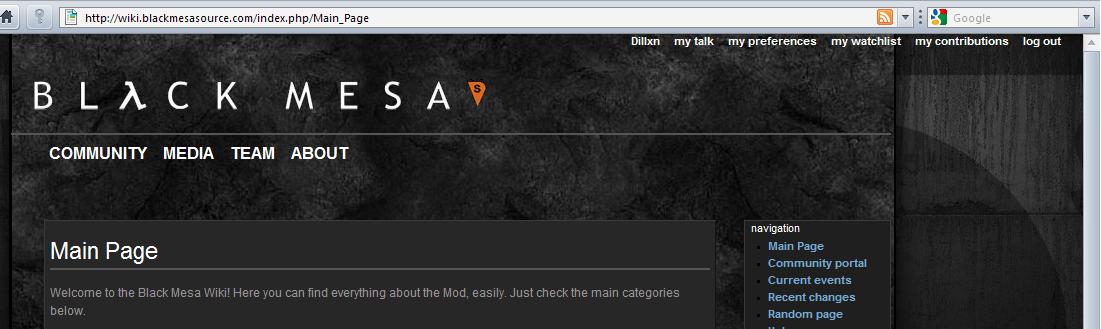 http://wiki.blackmesasource.com/index.php/Main_Page
Google
Dillxn my talk my preferences my watchlist my contributions log out
BLλCK MESA S
COMMUNITY MEDIA TEAM ABOUT
Main Page
Welcome to the Black Mesa Wiki! Here you can find everything about the Mod, easily. Just check the main categories
below.
navigation
Main Page
Community portal
Current events
Recent changes
Random page